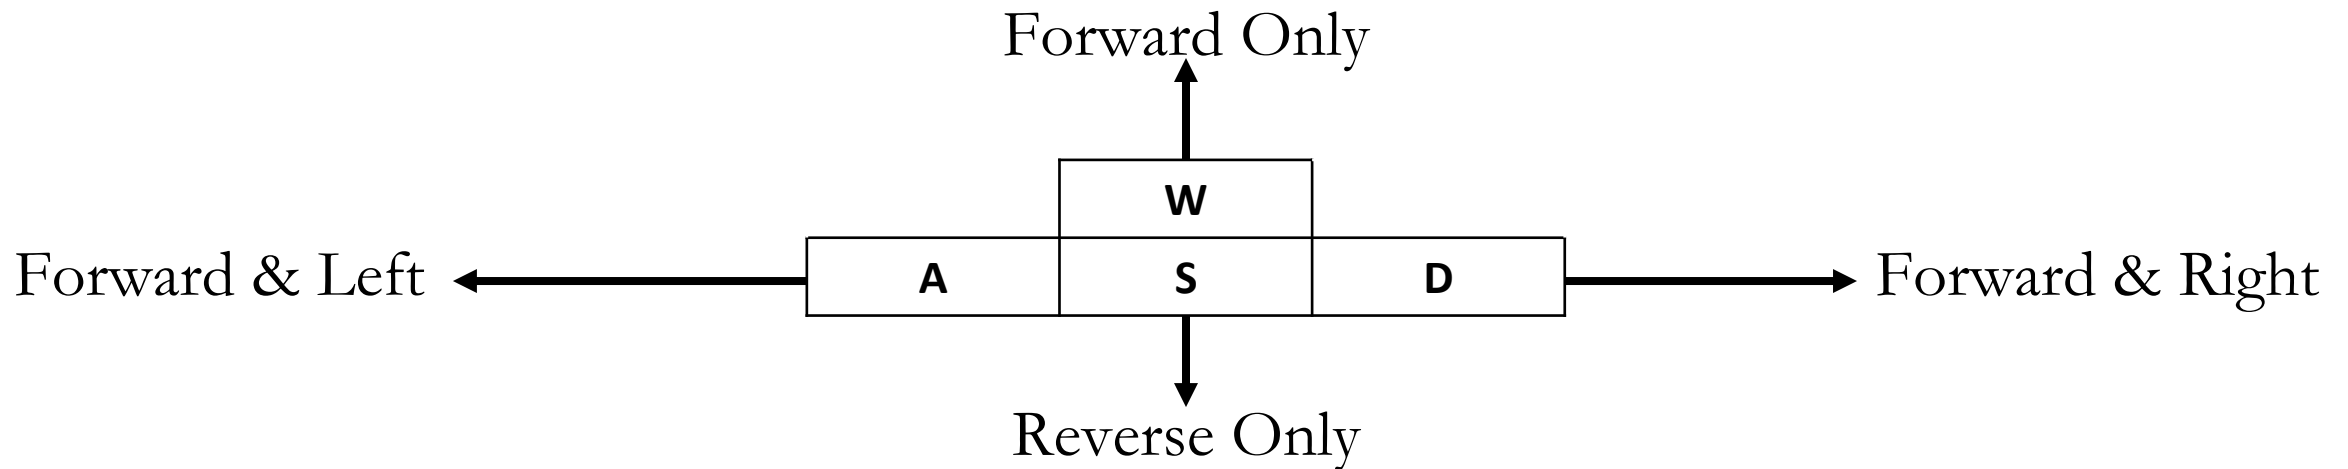 Forward Only
W
Forward & Left
A
S
D
Forward & Right
Reverse Only